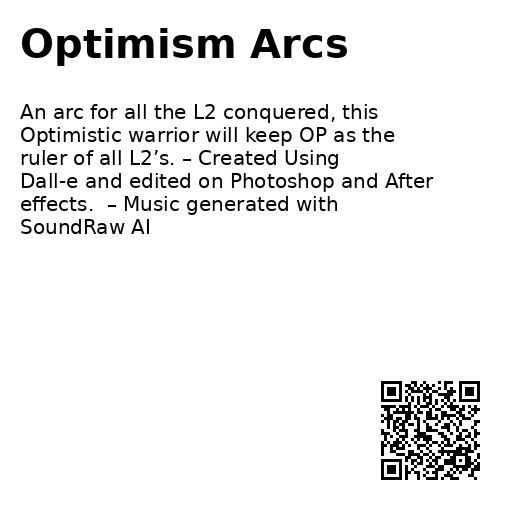 Optimism Arcs
An arc for all the L2 conquered, this
Optimistic warrior will keep OP as the
ruler of all L2’s. – Created Using
Dall-e and edited on Photoshop and After
effects.  – Music generated with
SoundRaw AI